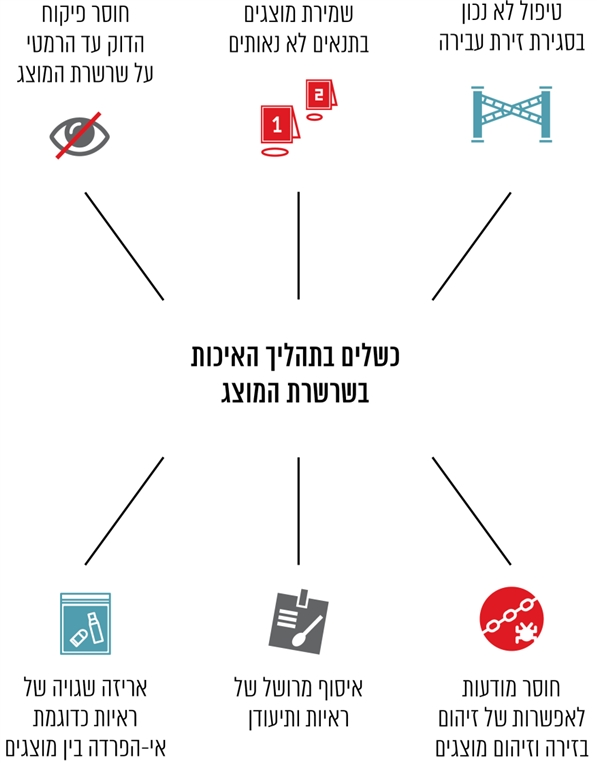 טיפול לא נכון
בסגירת זירת עבירה
שמירת מוצגים
בתנאים לא נאותים
חוסר פיקוח
הדוק עד הרמטי
על שרשרת המוצג
1
2
כשלים בתהליך האיכות
בשרשרת המוצג
חוסר מודעות
לאפשרות של זיהום
בזירה וזיהום מוצגים
איסוף מרושל של
ראיות ותיעודן
אריזה שגויה של
ראיות כדוגמת
אי-הפרדה בין מוצגים